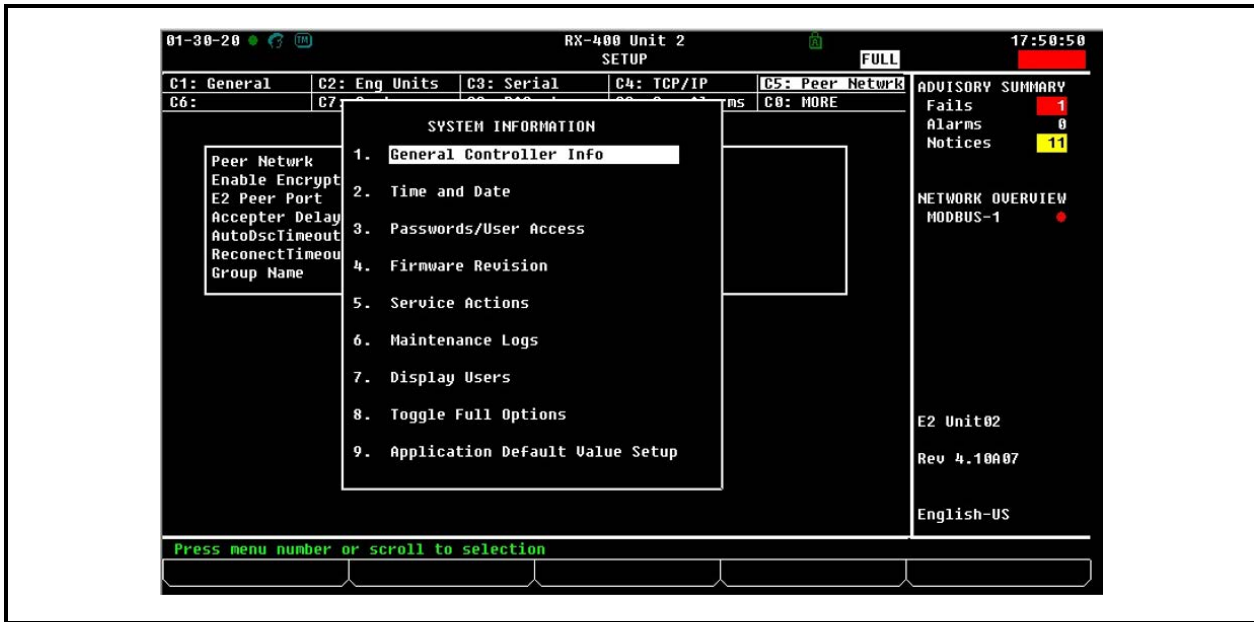 01-30-20 TM RX-400 Unit 2 17:50:50
SETUP FULL
C1: General C2: Eng Units C3: Serial C4: TCP/IP C5: Peer Netwrk
C6: C7: ms C0: MORE
ADVISORY SUMMARY
Fails 1
Alarms 0
Notices 11
NETWORK OVERVIEW
MODBUS-1
E2 Unit02
Rev 4.10A07
English-US
Peer Netwrk
Enable Encrypt
E2 Peer Port
Accepter Delay
AutoDscTimeout
ReconectTimeou
Group Name
SYSTEM INFORMATION
1. General Controller Info
2. Time and Date
3. Passwords/User Access
4. Firmware Revision
5. Service Actions
6. Maintenance Logs
7. Display Users
8. Toggle Full Options
9. Application Default Value Setup
Press menu number or scroll to selection